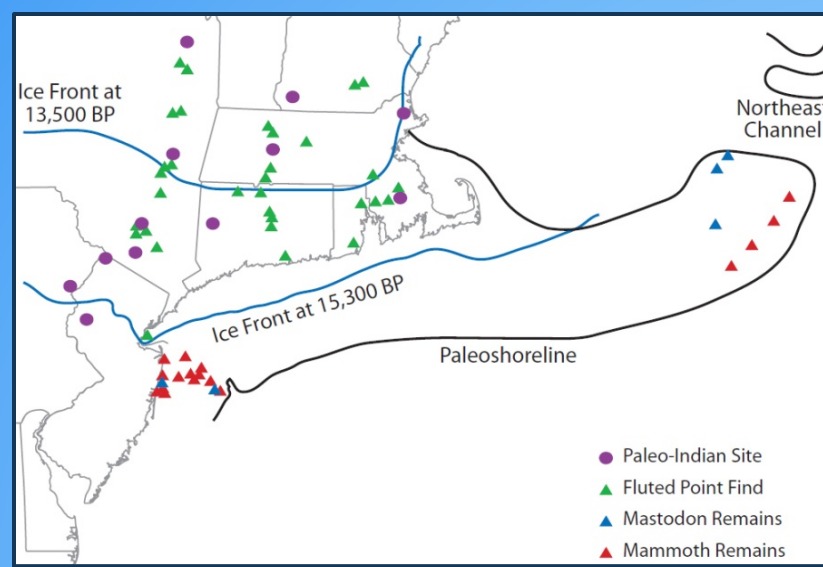 Ice Front at
13,500 BP
Northeast
Channel
Ice Front at 15,300 BP
Paleoshoreline
Paleo-Indian Site
Fluted Point Find
Mastodon Remains
Mammoth Remains